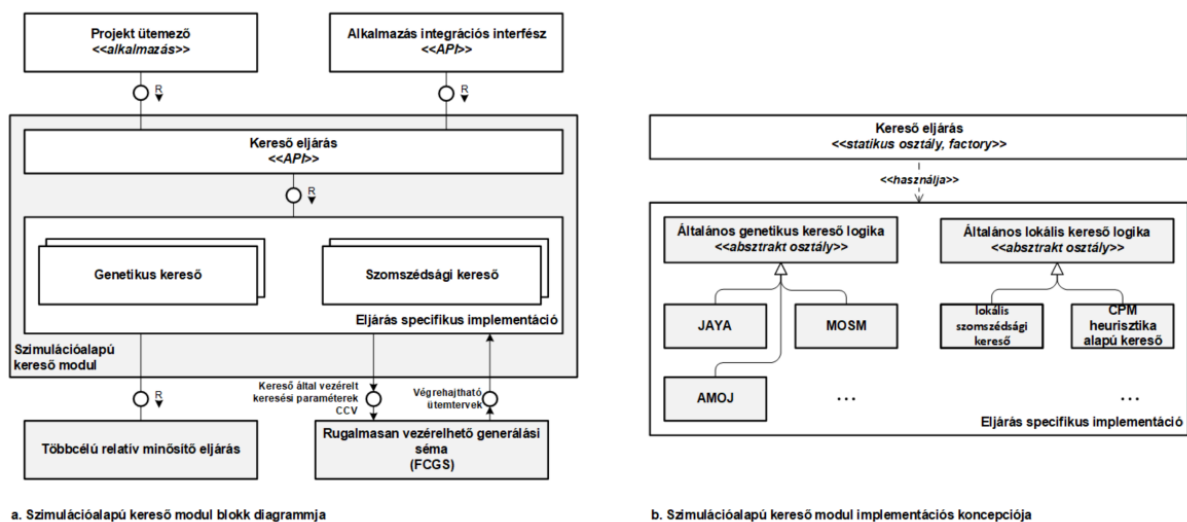 Projekt ütemező
<<alkalmazás>>
Alkalmazás integrációs interfész
<<API>>
R
R
Kereső eljárás
<<API>>
R
Genetikus kereső
Szomszédsági kereső
Eljárás specifikus implementáció
Szimulációalapú
kereső modul
R
Kereső által vezérelt
keresési paraméterek
CCV
Végrehajtható
ütemtervek
Többcélú relatív minősítő eljárás
Rugalmasan vezérelhető generálási
séma
(FCGS)
a. Szimulációalapú kereső modul blokk diagrammja
Kereső eljárás
<<statikus osztály, factory>>
<<használja>>
Általános genetikus kereső logika
<<absztrakt osztály>>
Általános lokális kereső logika
<<absztrakt osztály>>
JAYA
MOSM
lokális
szomszédsági
kereső
CPM
heurisztika
alapú kereső
AMOJ
...
...
Eljárás specifikus implementáció
b. Szimulációalapú kereső modul implementációs koncepciója